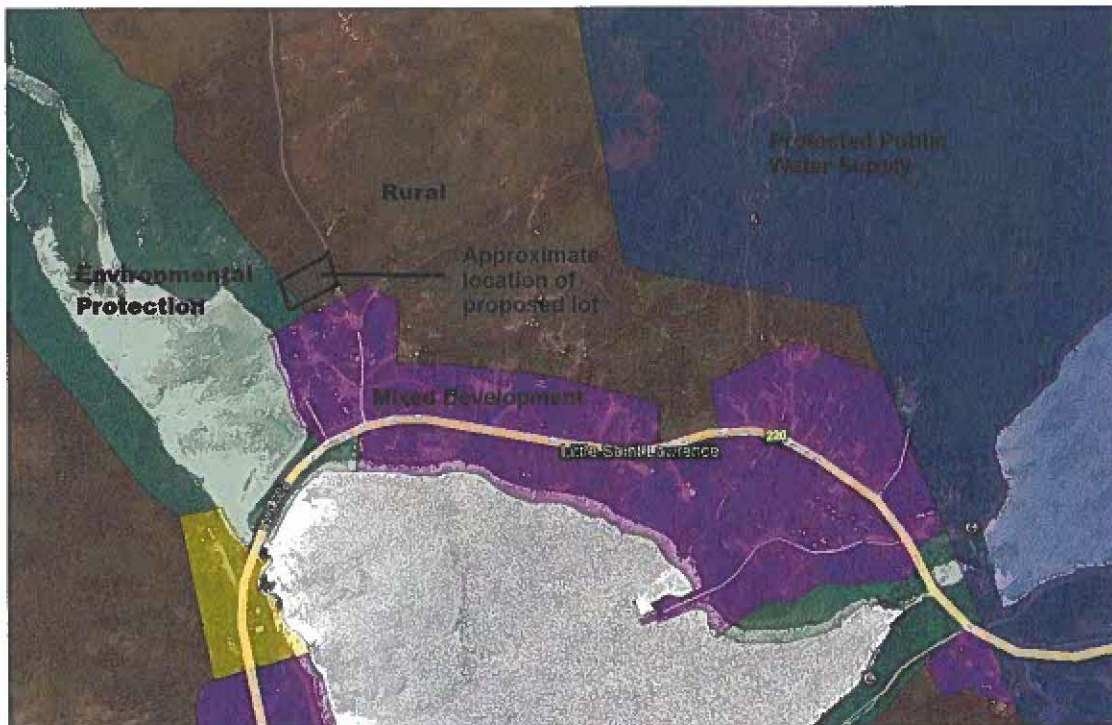 Protected Public
Water Supply
Rural
Approximate
location of
proposed lot
Environmental
Protection
Mixed Development
220
Little Saint Lawrence